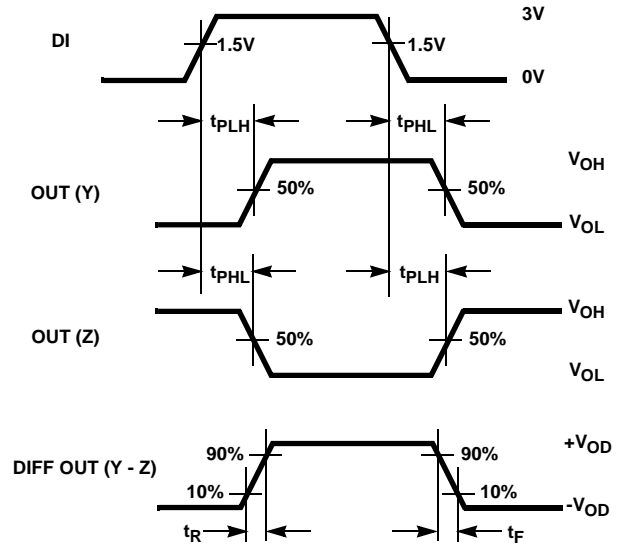 3V
DI
1.5V
1.5V
0V
tPLH
tPHL
VOH
50%
50%
OUT (Y)
VOL
tPHL
tPLH
VOH
OUT (Z)
50%
50%
VOL
+VOD
90%
90%
DIFF OUT (Y - Z)
10%
10%
-VOD
tR
tF